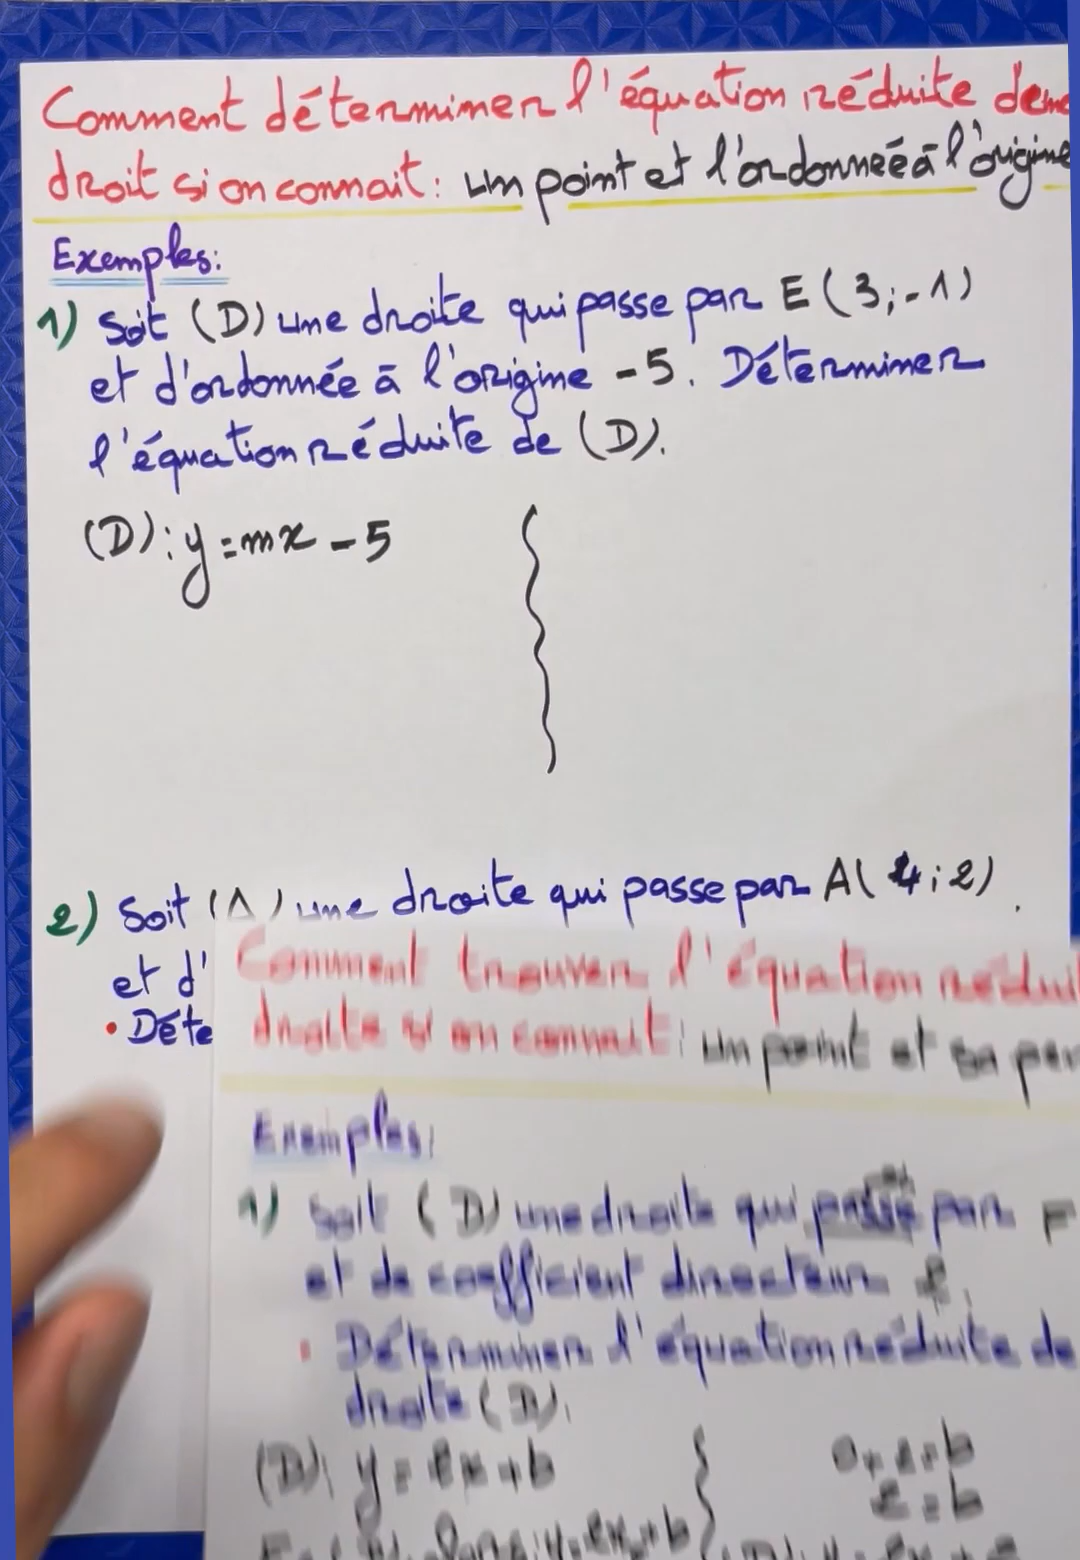 Comment déterminer l'équation réduite
droit si on connait: un point et l'ordonneé à l'origine
Exemples:
1) Soit (D) une droite qui passe par E(3;-1)
et d'ordonnée à l'origine -5. Déterminer
l'équation réduite de (D).
(D): y=mx-5
2) Soit (Δ) une droite qui passe par A(4;2)
et d'
• Déte
Comment trouver l'équation réduit
droite si on connait: un point et sa
Exemples:
1) Soit (D) une droite qui passe par
et de coefficient directeur
• Déterminer l'équation réduite de
droite (D).
(D): y=